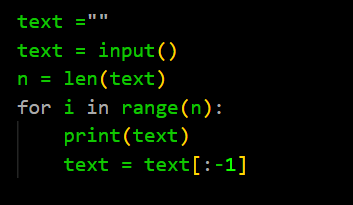 text =""
text = input()
n = len(text)
for i in range(n):
    print(text)
    text = text[:-1]